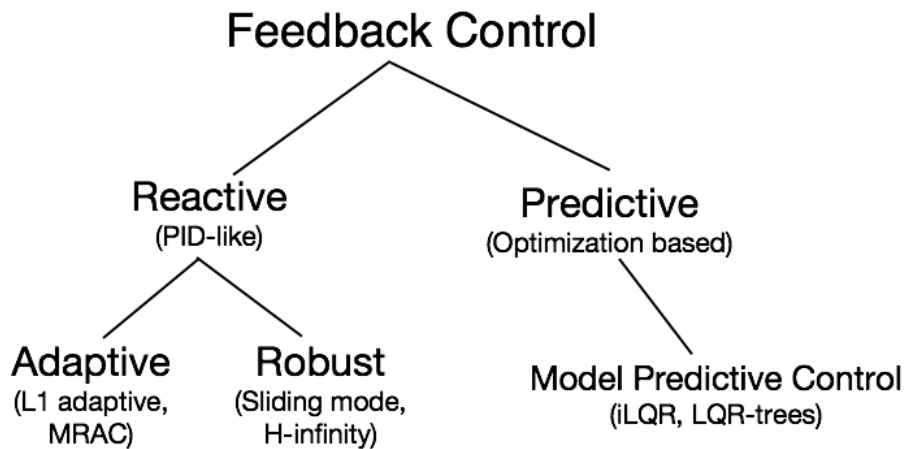 Feedback Control
Reactive
(PID-like)
Predictive
(Optimization based)
Adaptive
(L1 adaptive,
MRAC)
Robust
(Sliding mode,
H-infinity)
Model Predictive Control
(iLQR, LQR-trees)